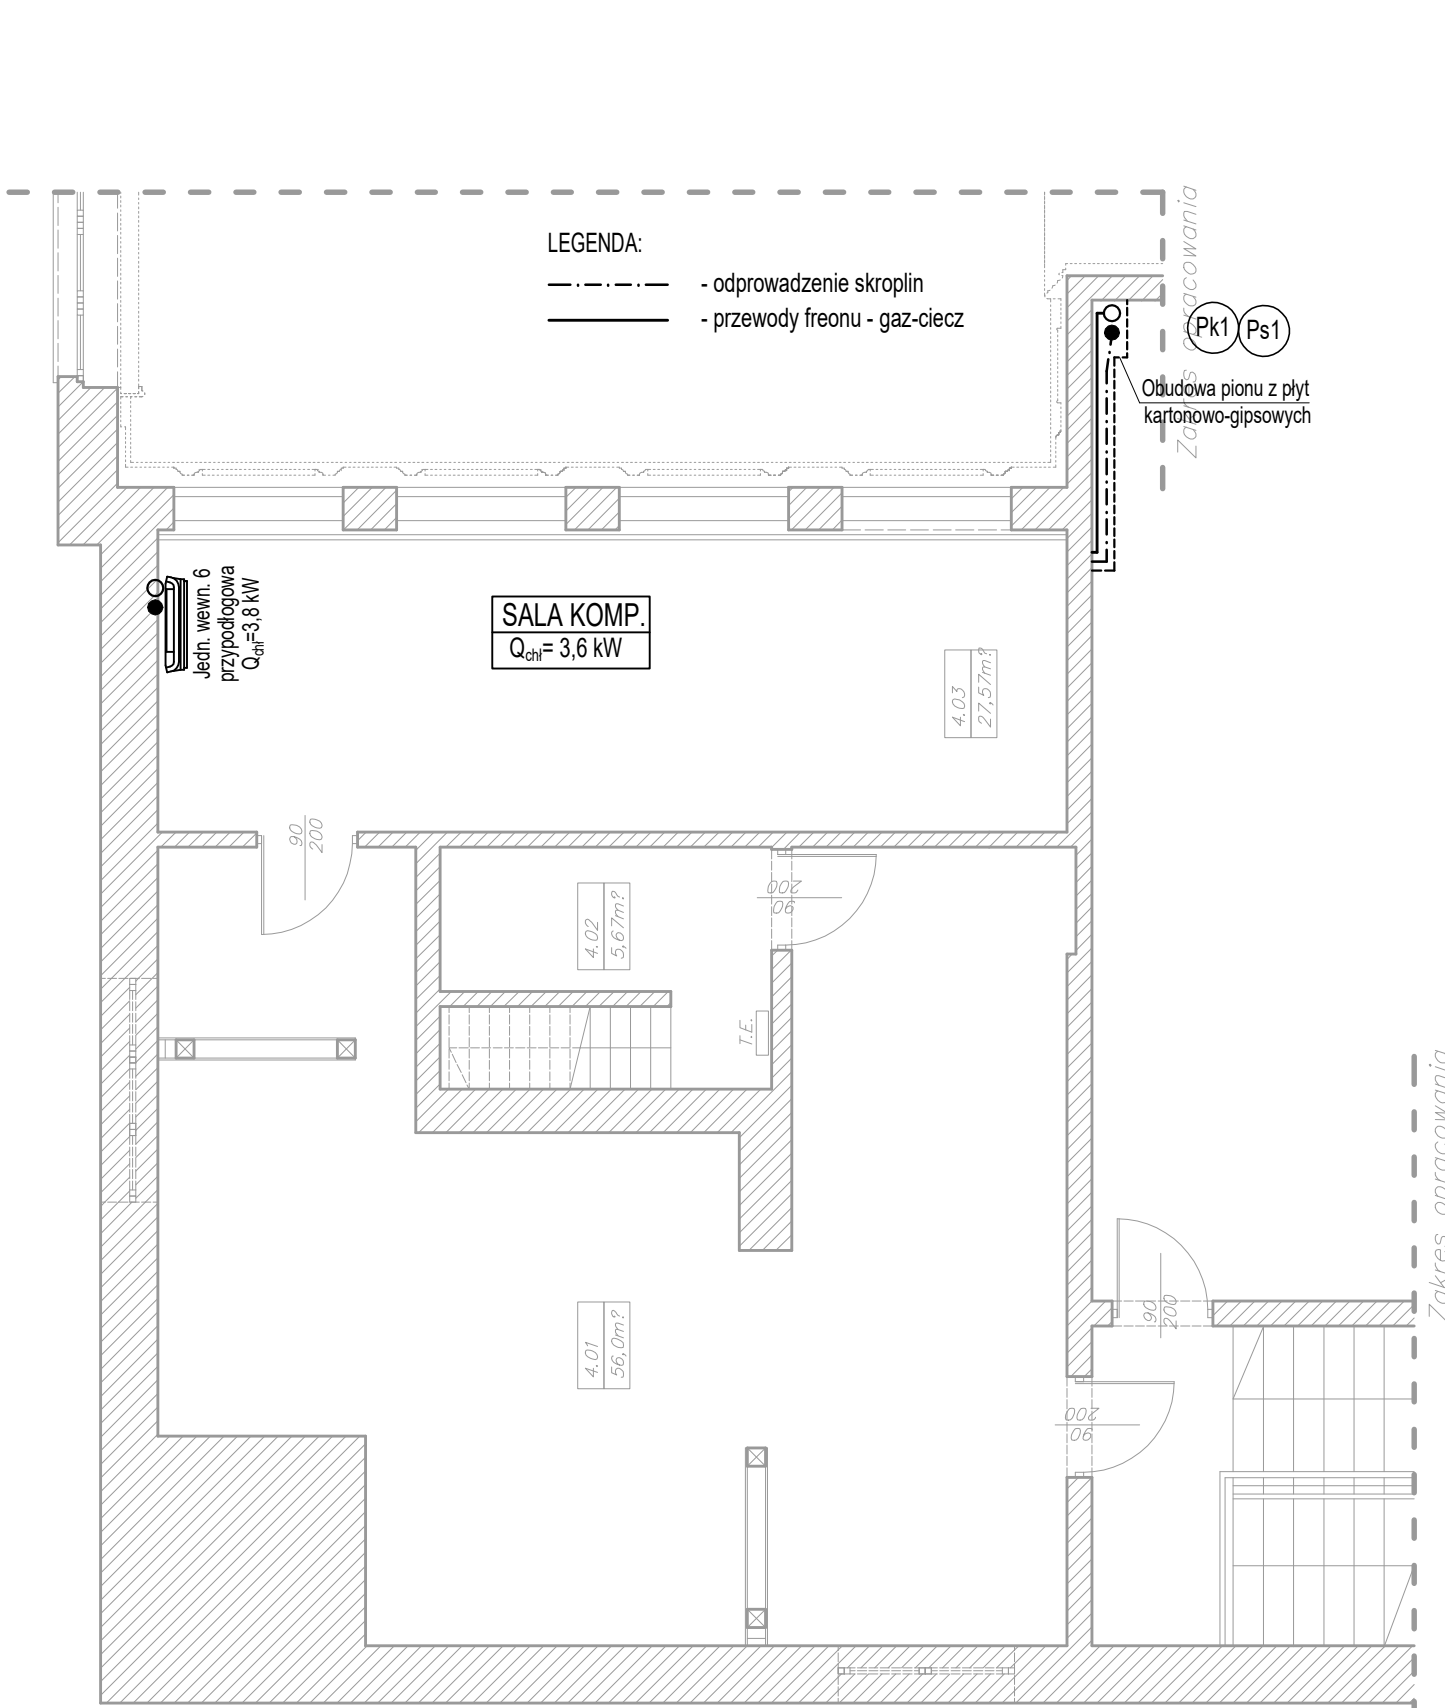 LEGENDA:
- odprowadzenie skroplin
- przewody freonu - gaz-ciecz
Zakres opracowania
Pk1
Ps1
Obudowa pionu z płyt
kartonowo-gipsowych
Jedn. wewn. 6
przypodłogowa
Qchł=3,8 kW
SALA KOMP.
Qchł= 3,6 kW
4.03
27,57m?
90
200
4.02
5,67m?
90
200
T.E.
4.01
56,0m?
90
200
90
200
Zakres opracowania